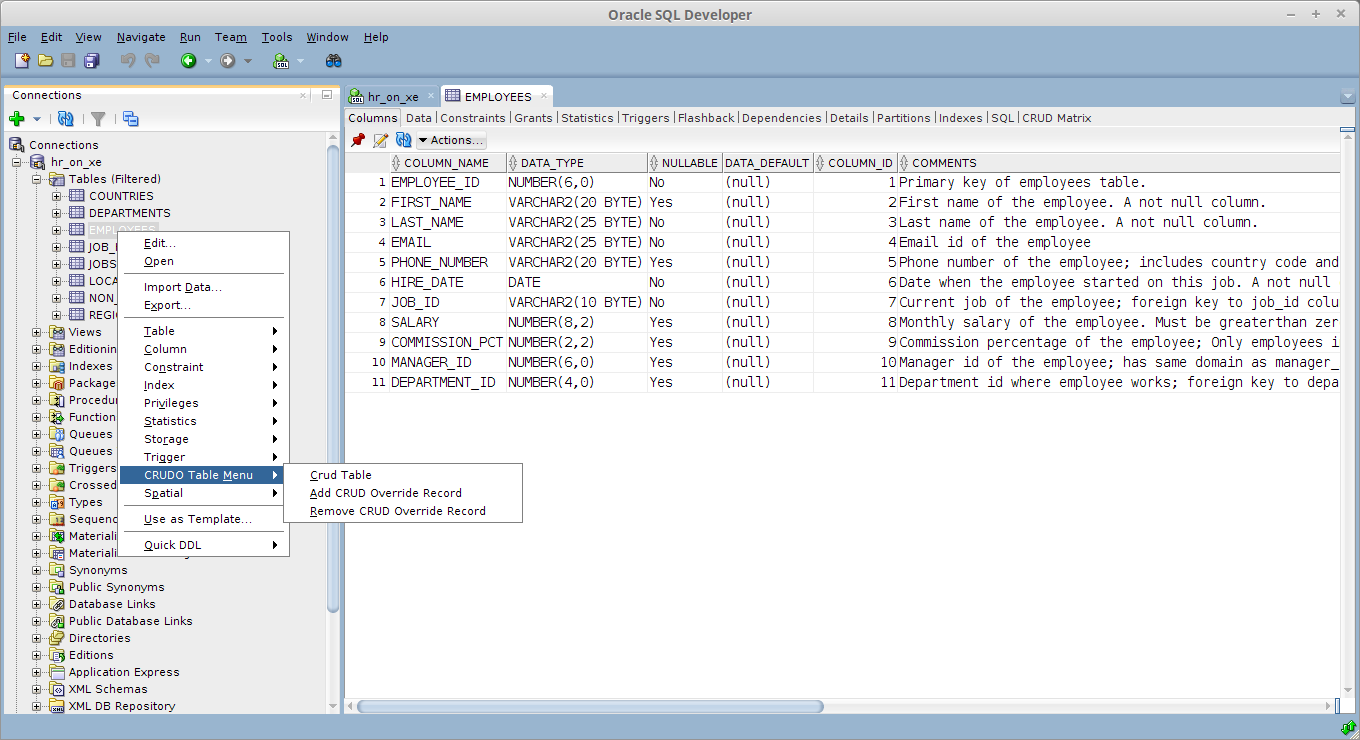 Oracle SQL Developer
File Edit View Navigate Run Team Tools Window Help
Connections
Connections
hr_on_xe
Tables (Filtered)
COUNTRIES
DEPARTMENTS
EMPLOYEES
JOB_
JOBS
LOCA
NON_
REGI
Views
Editionin
Indexes
Package
Procedu
Function
Queues
Queues
Triggers
Crossed
Types
Sequenc
Materiali
Materiali
Synonyms
Public Synonyms
Database Links
Public Database Links
Directories
Editions
Application Express
XML Schemas
XML DB Repository
Edit...
Open
Import Data...
Export...
Table
Column
Constraint
Index
Privileges
Statistics
Storage
Trigger
CRUDO Table Menu
Spatial
Use as Template...
Quick DDL
Crud Table
Add CRUD Override Record
Remove CRUD Override Record
hr_on_xe EMPLOYEES
Columns Data Constraints Grants Statistics Triggers Flashback Dependencies Details Partitions Indexes SQL CRUD Matrix
Actions...
COLUMN_NAME DATA_TYPE NULLABLE DATA_DEFAULT COLUMN_ID COMMENTS
1 EMPLOYEE_ID NUMBER(6,0) No (null) 1 Primary key of employees table.
2 FIRST_NAME VARCHAR2(20 BYTE) Yes (null) 2 First name of the employee. A not null column.
3 LAST_NAME VARCHAR2(25 BYTE) No (null) 3 Last name of the employee. A not null column.
4 EMAIL VARCHAR2(25 BYTE) No (null) 4 Email id of the employee
5 PHONE_NUMBER VARCHAR2(20 BYTE) Yes (null) 5 Phone number of the employee; includes country code and
6 HIRE_DATE DATE No (null) 6 Date when the employee started on this job. A not null
7 JOB_ID VARCHAR2(10 BYTE) No (null) 7 Current job of the employee; foreign key to job_id colu
8 SALARY NUMBER(8,2) Yes (null) 8 Monthly salary of the employee. Must be greaterthan zer
9 COMMISSION_PCT NUMBER(2,2) Yes (null) 9 Commission percentage of the employee; Only employees i
10 MANAGER_ID NUMBER(6,0) Yes (null) 10 Manager id of the employee; has same domain as manager_
11 DEPARTMENT_ID NUMBER(4,0) Yes (null) 11 Department id where employee works; foreign key to depa